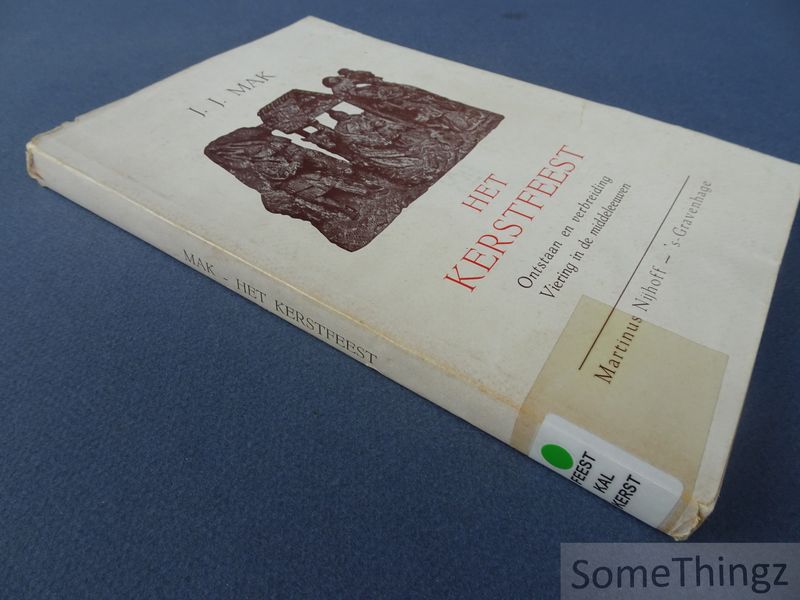 J. J. MAK
HET
KERSTFEEST
Ontstaan en verbreiding
Viering in de middeleeuwen
Martinus Nijhoff – 's-Gravenhage
MAK - HET KERSTFEEST
FEEST
KAL
KERST
SomeThingz